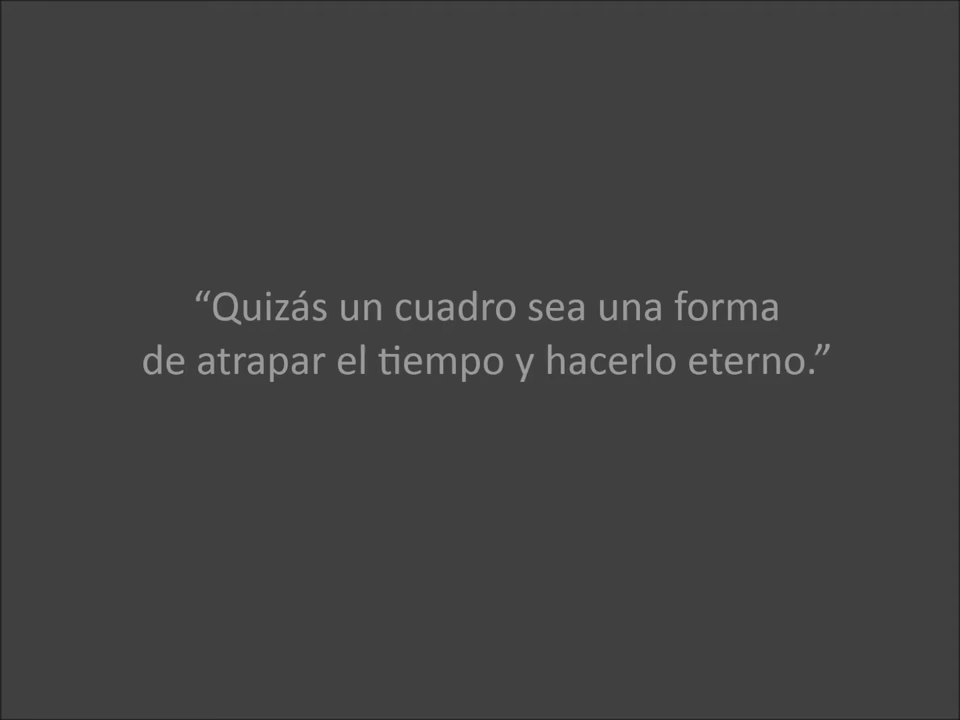 “Quizás un cuadro sea una forma
de atrapar el tiempo y hacerlo eterno.”